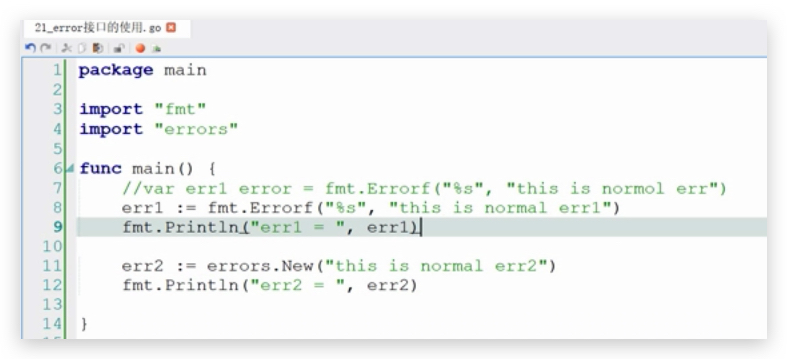 21_error接口的使用.go
1 package main
2
3 import "fmt"
4 import "errors"
5
6 func main() {
7 //var err1 error = fmt.Errorf("%s", "this is normol err")
8 err1 := fmt.Errorf("%s", "this is normal err1")
9 fmt.Println("err1 = ", err1)
10
11 err2 := errors.New("this is normal err2")
12 fmt.Println("err2 = ", err2)
13
14 }